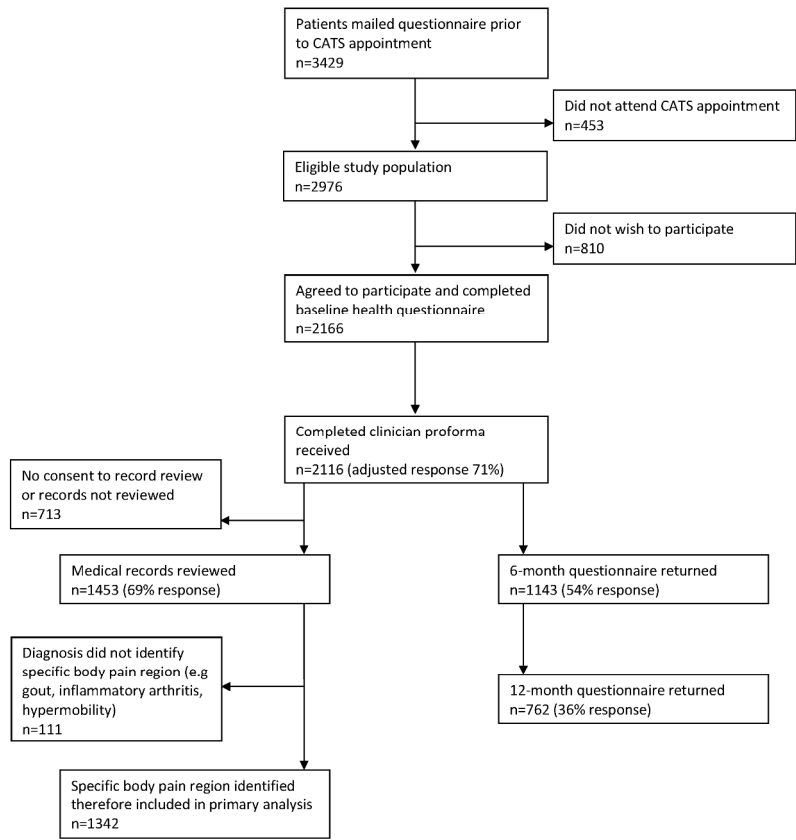 Patients mailed questionnaire prior
to CATS appointment
n=3429
Did not attend CATS appointment
n=453
Eligible study population
n=2976
Did not wish to participate
n=810
Agreed to participate and completed
baseline health questionnaire
n=2166
Completed clinician proforma
received
n=2116 (adjusted response 71%)
No consent to record review
or records not reviewed
n=713
Medical records reviewed
n=1453 (69% response)
6-month questionnaire returned
n=1143 (54% response)
Diagnosis did not identify
specific body pain region (e.g
gout, inflammatory arthritis,
hypermobility)
n=111
12-month questionnaire returned
n=762 (36% response)
Specific body pain region identified
therefore included in primary analysis
n=1342